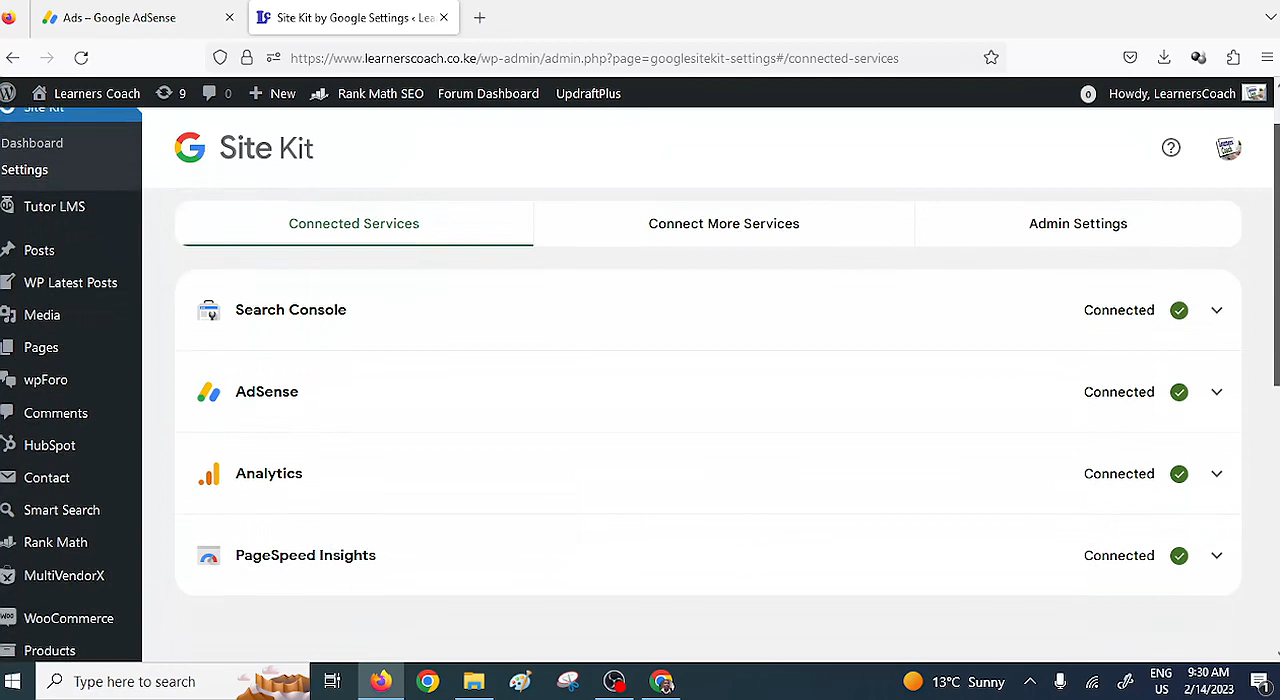 Ads – Google AdSense
Site Kit by Google Settings ‹ Lea
https://www.learnerscoach.co.ke/wp-admin/admin.php?page=googlesitekit-settings#/connected-services
Learners Coach 9 0 + New Rank Math SEO Forum Dashboard UpdraftPlus 0 Howdy, LearnersCoach
Site Kit
Dashboard
Settings
Tutor LMS
Posts
WP Latest Posts
Media
Pages
wpForo
Comments
HubSpot
Contact
Smart Search
Rank Math
MultiVendorX
WooCommerce
Products
Site Kit
Connected Services Connect More Services Admin Settings
Search Console Connected
AdSense Connected
Analytics Connected
PageSpeed Insights Connected
Type here to search
13°C Sunny
ENG
US
9:30 AM
2/14/2023